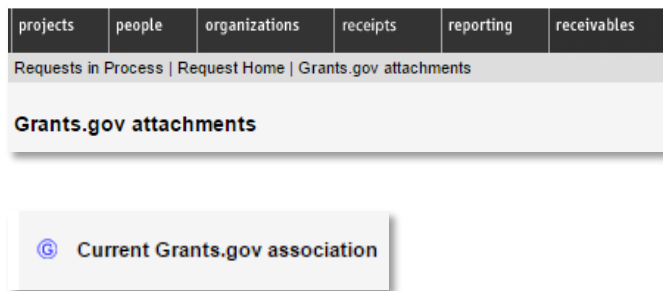 projects people organizations receipts reporting receivables
Requests in Process | Request Home | Grants.gov attachments
Grants.gov attachments
G Current Grants.gov association